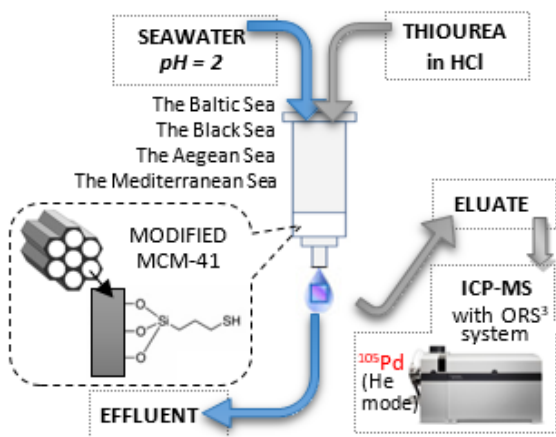 SEAWATER
pH = 2
THIOUREA
in HCl
The Baltic Sea
The Black Sea
The Aegean Sea
The Mediterranean Sea
MODIFIED
MCM-41
O
O
O
Si
SH
ELUATE
ICP-MS
with ORS³
system
¹⁰⁵Pd
(He
mode)
EFFLUENT